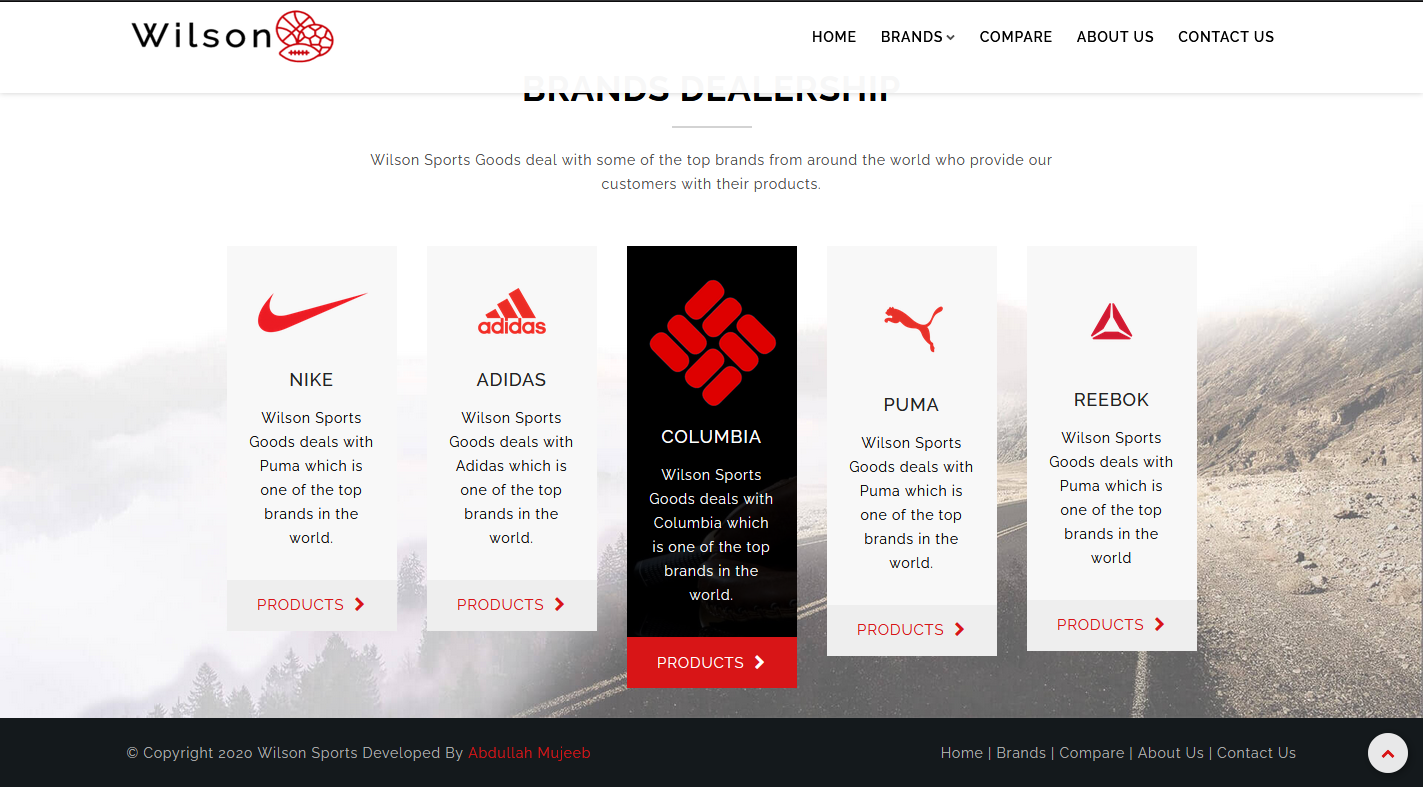 Wilson
HOME BRANDS COMPARE ABOUT US CONTACT US
BRANDS DEALERSHIP
Wilson Sports Goods deal with some of the top brands from around the world who provide our
customers with their products.
NIKE
Wilson Sports
Goods deals with
Puma which is
one of the top
brands in the
world.
PRODUCTS
adidas
ADIDAS
Wilson Sports
Goods deals with
Adidas which is
one of the top
brands in the
world.
PRODUCTS
COLUMBIA
Wilson Sports
Goods deals with
Columbia which
is one of the top
brands in the
world.
PRODUCTS
PUMA
Wilson Sports
Goods deals with
Puma which is
one of the top
brands in the
world.
PRODUCTS
REEBOK
Wilson Sports
Goods deals with
Puma which is
one of the top
brands in the
world
PRODUCTS
© Copyright 2020 Wilson Sports Developed By Abdullah Mujeeb
Home | Brands | Compare | About Us | Contact Us